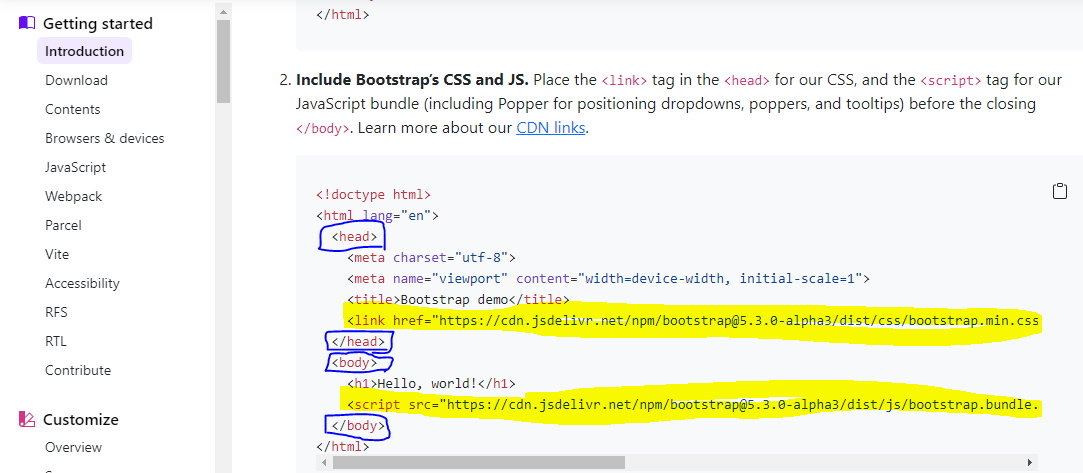 Getting started
Introduction
Download
Contents
Browsers & devices
JavaScript
Webpack
Parcel
Vite
Accessibility
RFS
RTL
Contribute
Customize
Overview
</html>
2. Include Bootstrap's CSS and JS. Place the <link> tag in the <head> for our CSS, and the <script> tag for our
JavaScript bundle (including Popper for positioning dropdowns, poppers, and tooltips) before the closing
</body>. Learn more about our CDN links.
<!doctype html>
<html lang="en">
<head>
<meta charset="utf-8">
<meta name="viewport" content="width=device-width, initial-scale=1">
<title>Bootstrap demo</title>
<link href="https://cdn.jsdelivr.net/npm/bootstrap@5.3.0-alpha3/dist/css/bootstrap.min.css
</head>
<body>
<h1>Hello, world!</h1>
<script src="https://cdn.jsdelivr.net/npm/bootstrap@5.3.0-alpha3/dist/js/bootstrap.bundle.
</body>
</html>